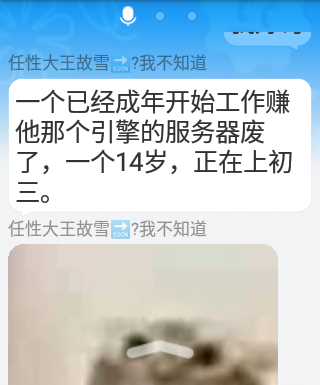 任性大王故雪🔜?我不知道
一个已经成年开始工作赚
他那个引擎的服务器废
了，一个14岁，正在上初
三。
任性大王故雪🔜?我不知道